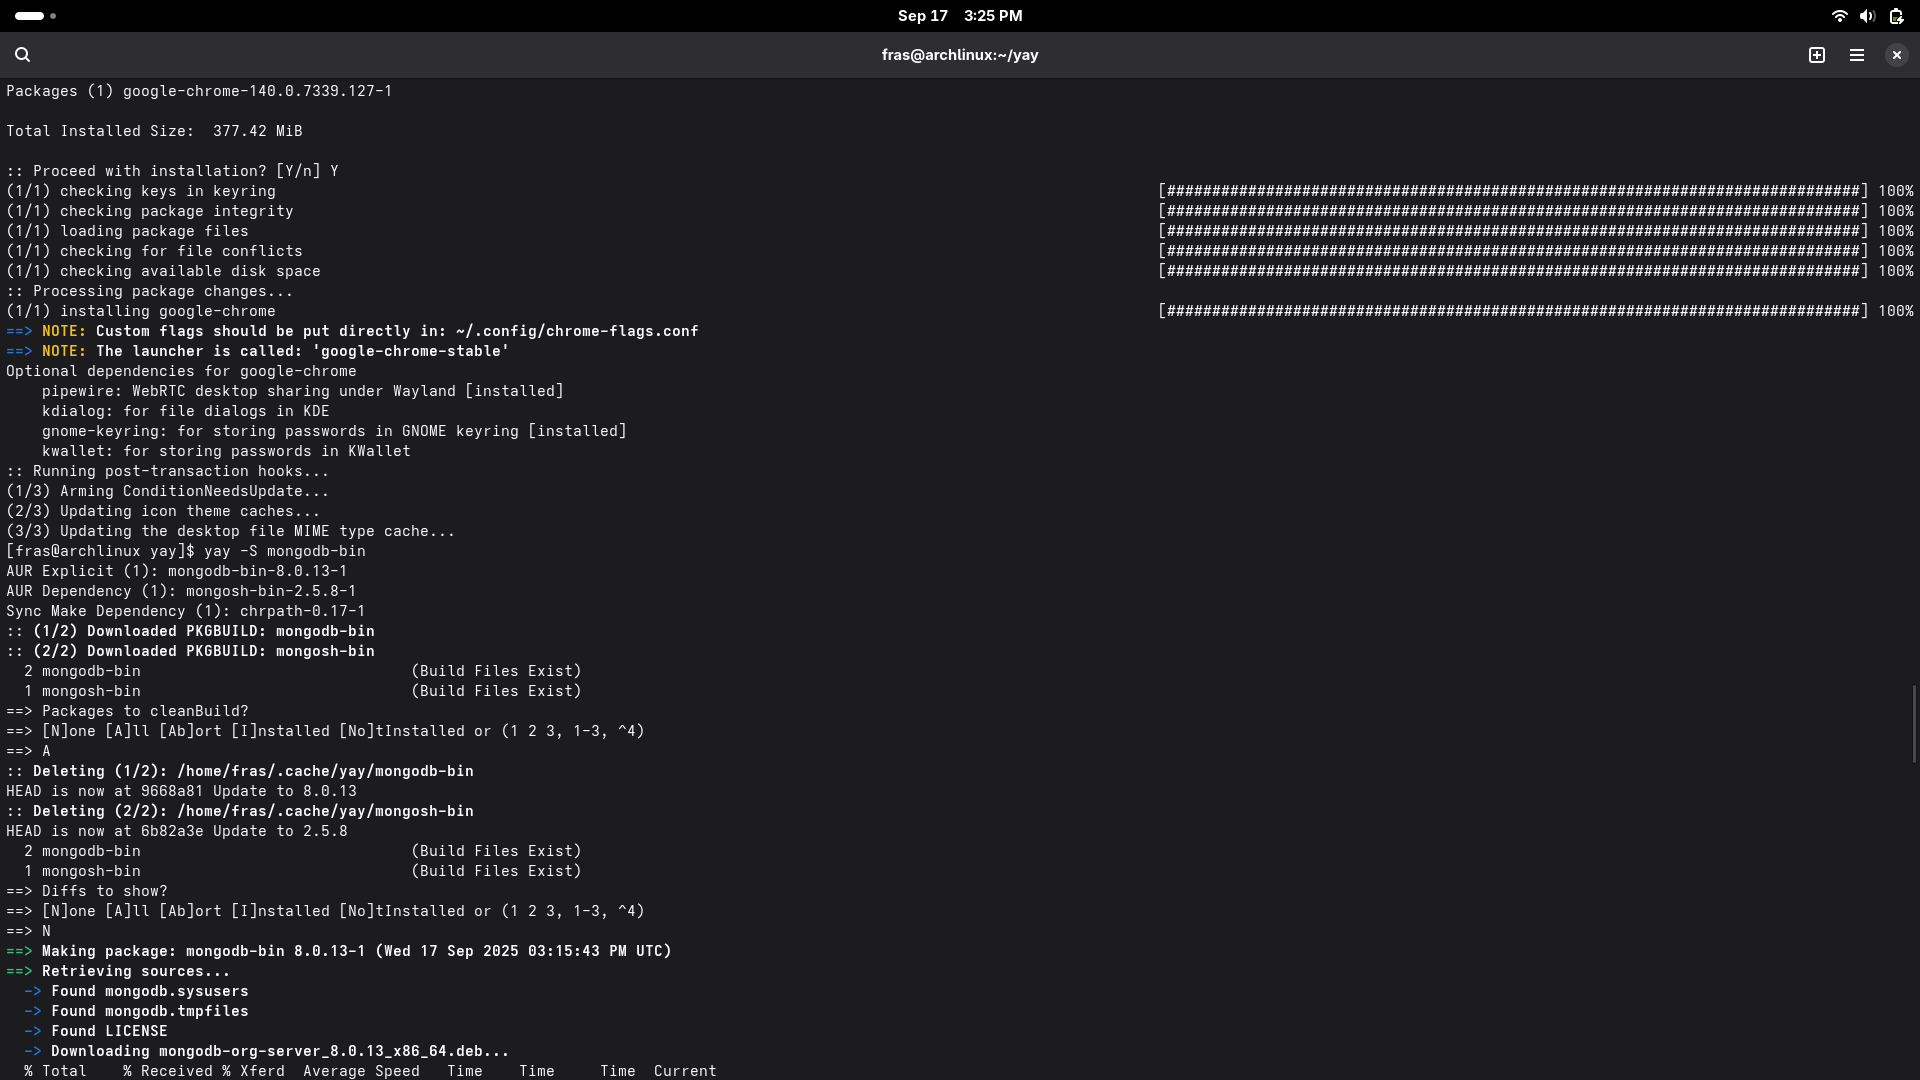 Sep 17 3:25 PM
fras@archlinux:~/yay
Packages (1) google-chrome-140.0.7339.127-1
Total Installed Size:  377.42 MiB
:: Proceed with installation? [Y/n] Y
(1/1) checking keys in keyring [#############################################################################] 100%
(1/1) checking package integrity [#############################################################################] 100%
(1/1) loading package files [#############################################################################] 100%
(1/1) checking for file conflicts [#############################################################################] 100%
(1/1) checking available disk space [#############################################################################] 100%
:: Processing package changes...
(1/1) installing google-chrome [#############################################################################] 100%
==> NOTE: Custom flags should be put directly in: ~/.config/chrome-flags.conf
==> NOTE: The launcher is called: 'google-chrome-stable'
Optional dependencies for google-chrome
    pipewire: WebRTC desktop sharing under Wayland [installed]
    kdialog: for file dialogs in KDE
    gnome-keyring: for storing passwords in GNOME keyring [installed]
    kwallet: for storing passwords in KWallet
:: Running post-transaction hooks...
(1/3) Arming ConditionNeedsUpdate...
(2/3) Updating icon theme caches...
(3/3) Updating the desktop file MIME type cache...
[fras@archlinux yay]$ yay -S mongodb-bin
AUR Explicit (1): mongodb-bin-8.0.13-1
AUR Dependency (1): mongosh-bin-2.5.8-1
Sync Make Dependency (1): chrpath-0.17-1
:: (1/2) Downloaded PKGBUILD: mongodb-bin
:: (2/2) Downloaded PKGBUILD: mongosh-bin
  2 mongodb-bin                              (Build Files Exist)
  1 mongosh-bin                              (Build Files Exist)
==> Packages to cleanBuild?
==> [N]one [A]ll [Ab]ort [I]nstalled [No]tInstalled or (1 2 3, 1-3, ^4)
==> A
:: Deleting (1/2): /home/fras/.cache/yay/mongodb-bin
HEAD is now at 9668a81 Update to 8.0.13
:: Deleting (2/2): /home/fras/.cache/yay/mongosh-bin
HEAD is now at 6b82a3e Update to 2.5.8
  2 mongodb-bin                              (Build Files Exist)
  1 mongosh-bin                              (Build Files Exist)
==> Diffs to show?
==> [N]one [A]ll [Ab]ort [I]nstalled [No]tInstalled or (1 2 3, 1-3, ^4)
==> N
==> Making package: mongodb-bin 8.0.13-1 (Wed 17 Sep 2025 03:15:43 PM UTC)
==> Retrieving sources...
  -> Found mongodb.sysusers
  -> Found mongodb.tmpfiles
  -> Found LICENSE
  -> Downloading mongodb-org-server_8.0.13_x86_64.deb...
  % Total    % Received % Xferd  Average Speed   Time    Time     Time  Current